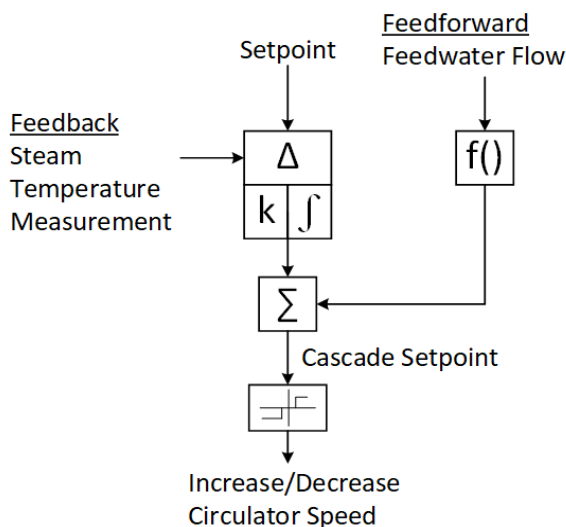 Feedforward
Setpoint
Feedwater Flow
Feedback
Steam
Temperature
Measurement
Δ
f()
k ∫
Σ
Cascade Setpoint
Increase/Decrease
Circulator Speed